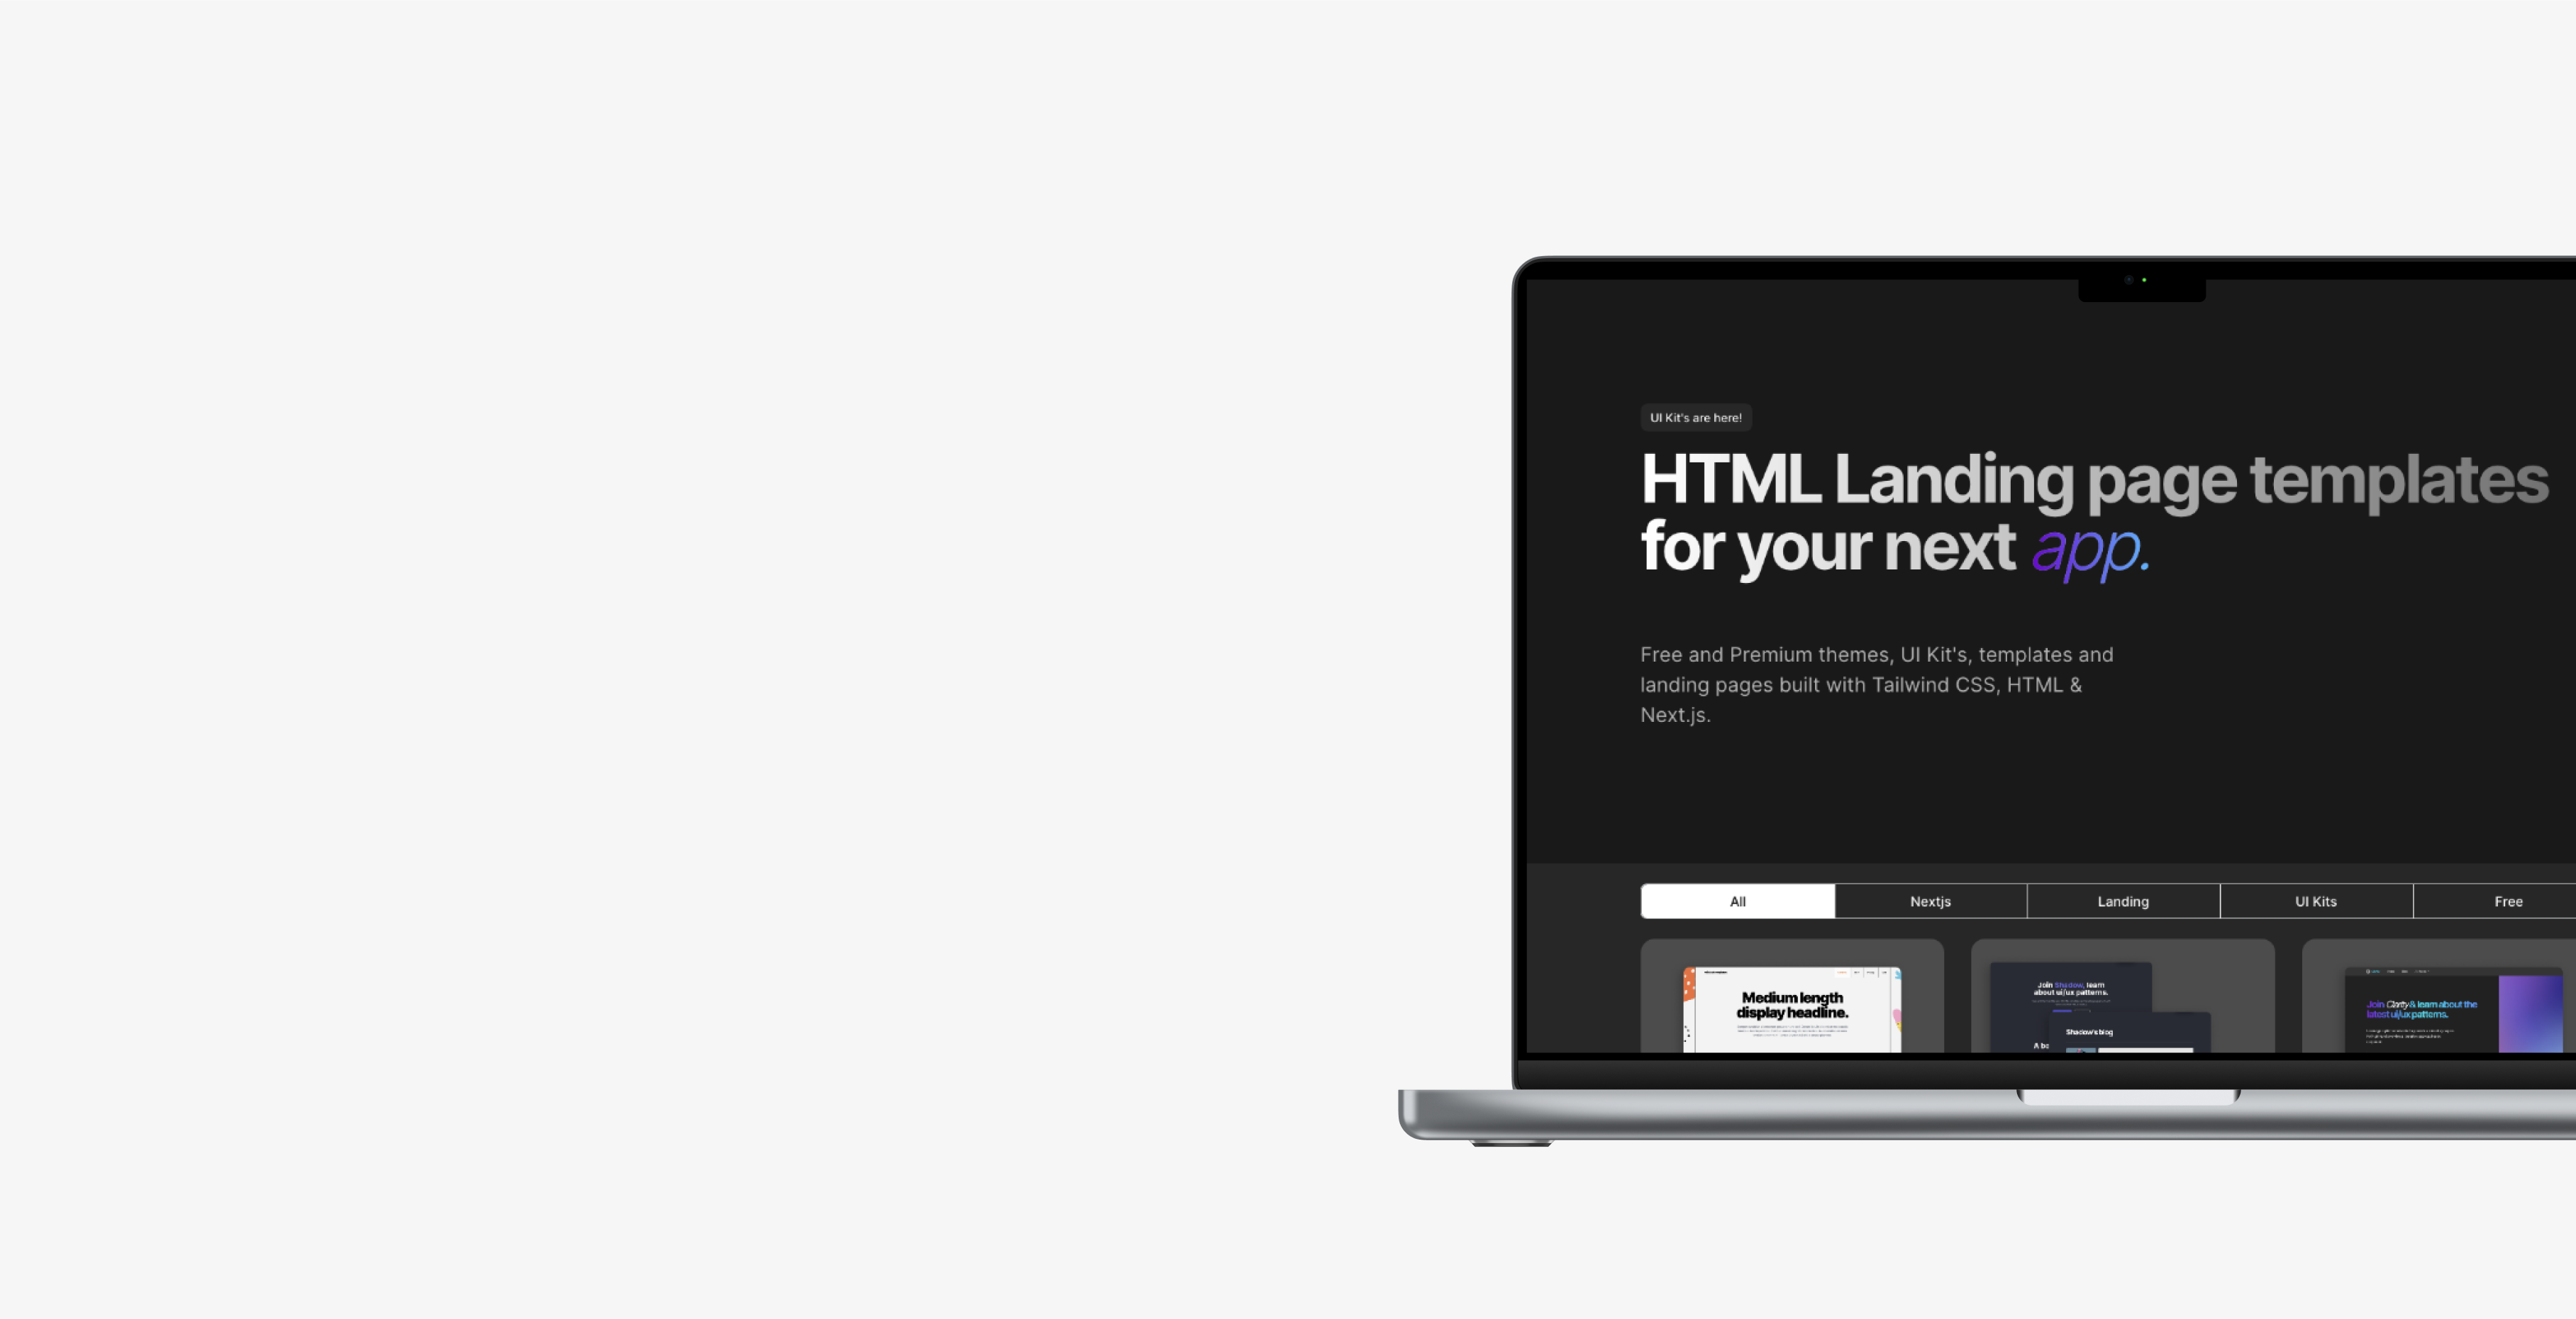 UI Kit's are here!
HTML Landing page templates
for your next app.
Free and Premium themes, UI Kit's, templates and
landing pages built with Tailwind CSS, HTML &
Next.js.
All
Nextjs
Landing
UI Kits
Free
Medium length
display headline.
Join Shadow, learn
about ui/ux patterns.
Shadow's blog
Join Clarity & learn about the
latest ui/ux patterns.